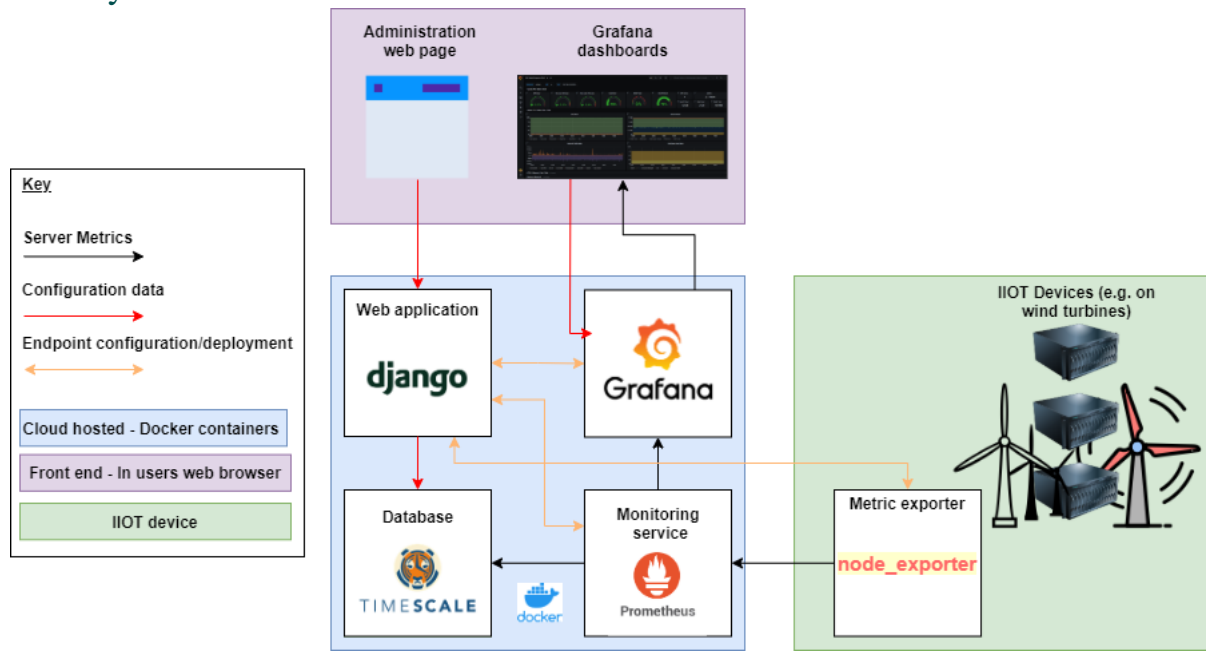 Administration
web page
Grafana
dashboards
Key
Server Metrics
Configuration data
Endpoint configuration/deployment
Cloud hosted - Docker containers
Front end - In users web browser
IIOT device
Web application
django
Grafana
Database
TIMESCALE
docker
Monitoring
service
Prometheus
IIOT Devices (e.g. on
wind turbines)
Metric exporter
node_exporter